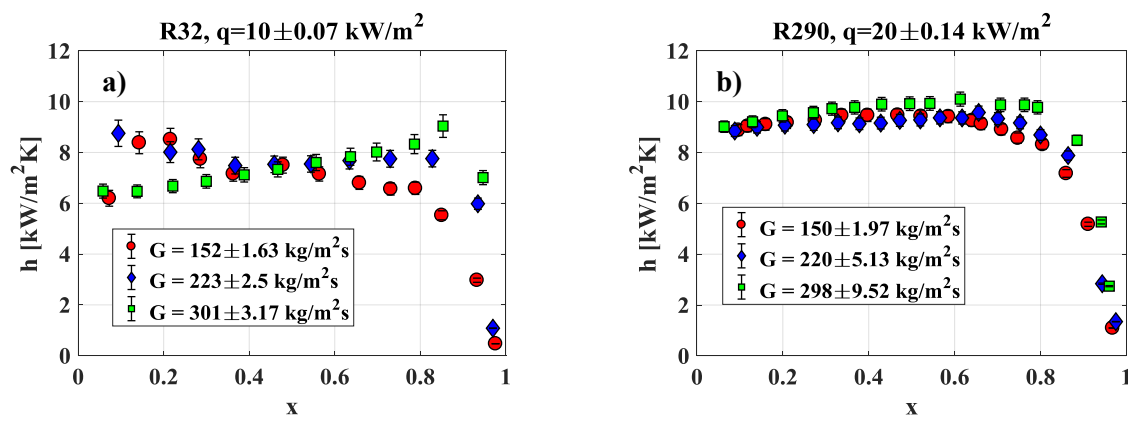 R32, q=10±0.07 kW/m²
a)
12
10
8
6
4
2
0
h [kW/m²K]
G = 152±1.63 kg/m²s
G = 223±2.5 kg/m²s
G = 301±3.17 kg/m²s
0
0.2
0.4
0.6
0.8
1
x
R290, q=20±0.14 kW/m²
b)
12
10
8
6
4
2
0
h [kW/m²K]
G = 150±1.97 kg/m²s
G = 220±5.13 kg/m²s
G = 298±9.52 kg/m²s
0
0.2
0.4
0.6
0.8
1
x